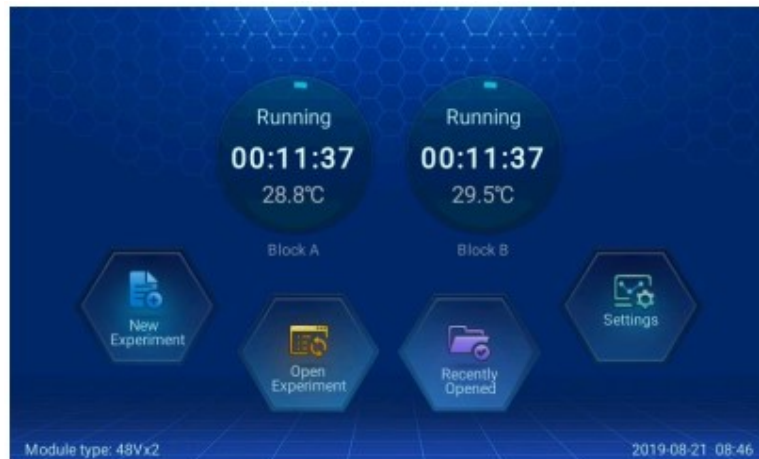 Running
00:11:37
28.8℃
Block A
Running
00:11:37
29.5℃
Block B
New
Experiment
Open
Experiment
Recently
Opened
Settings
Module type: 48Vx2
2019-08-21 08:46